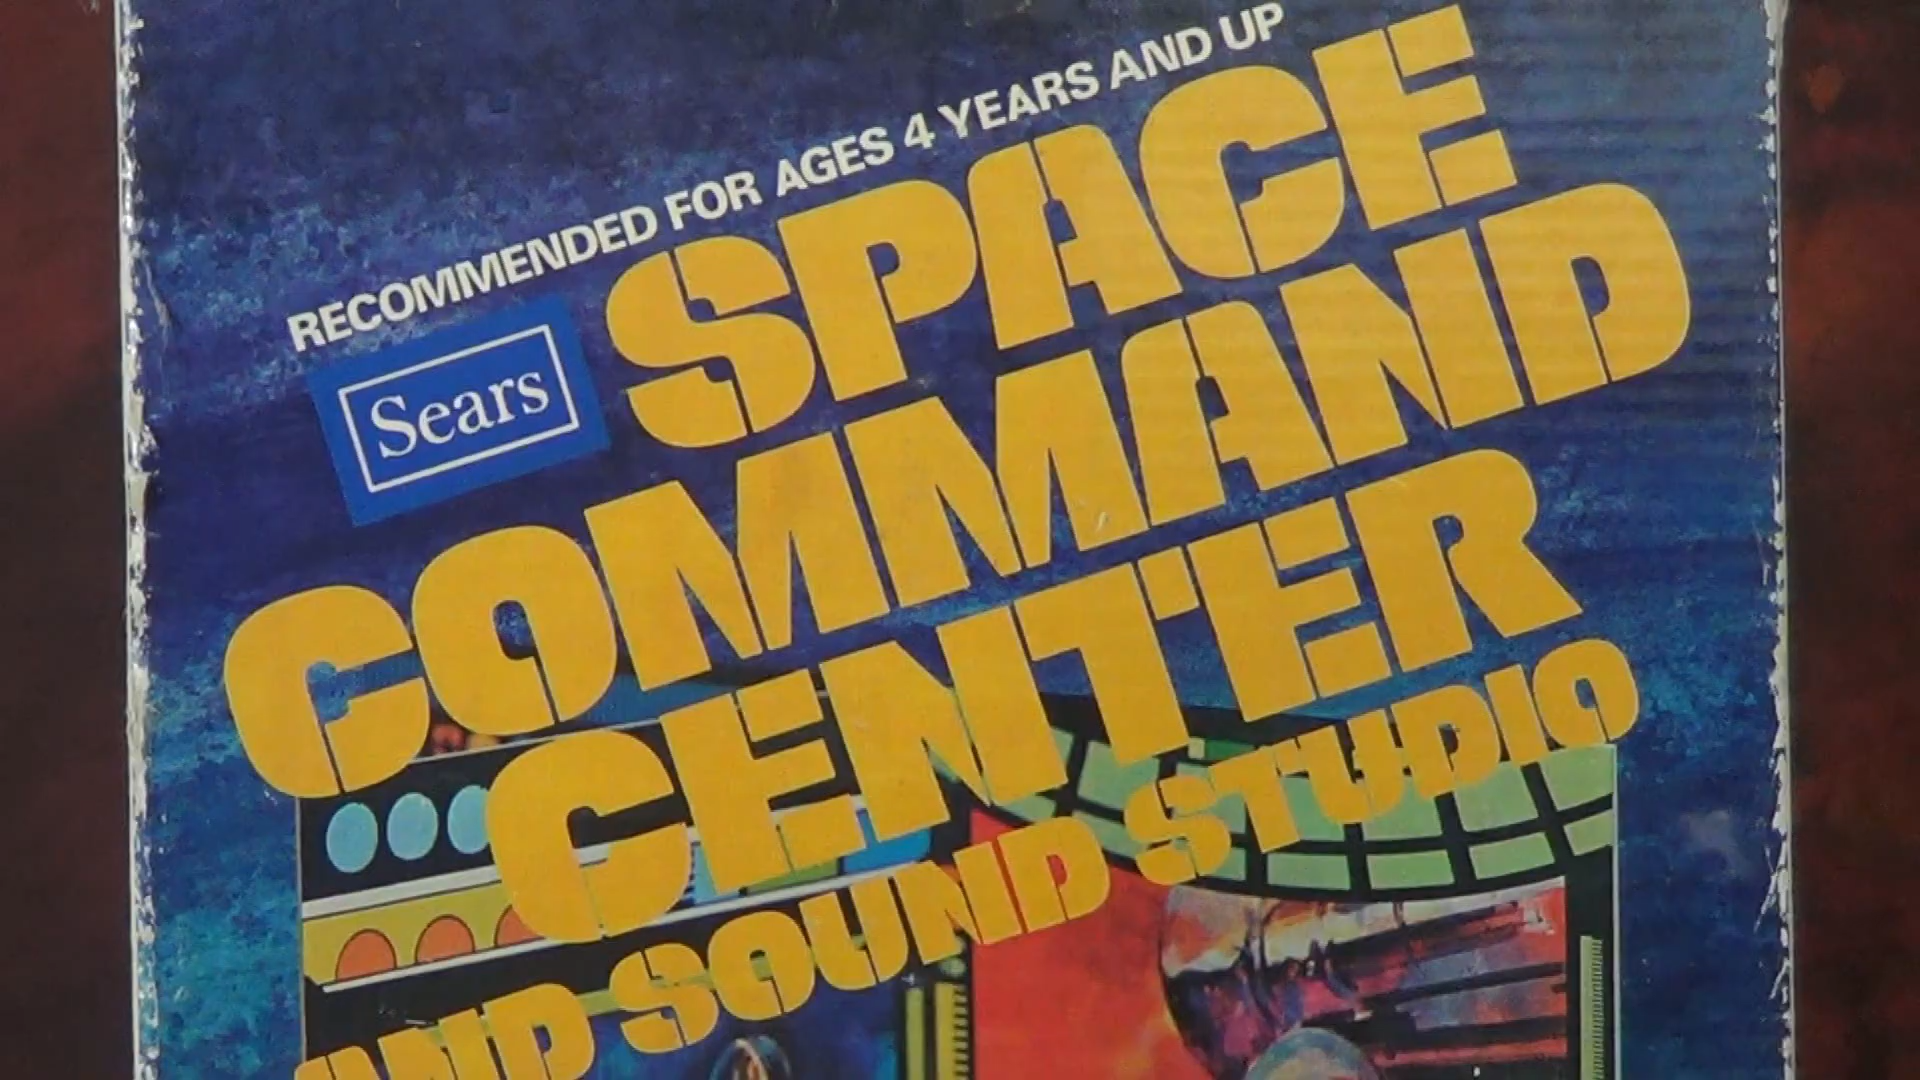 RECOMMENDED FOR AGES 4 YEARS AND UP
Sears
SPACE
COMMAND
CENTER
AND SOUND STUDIO